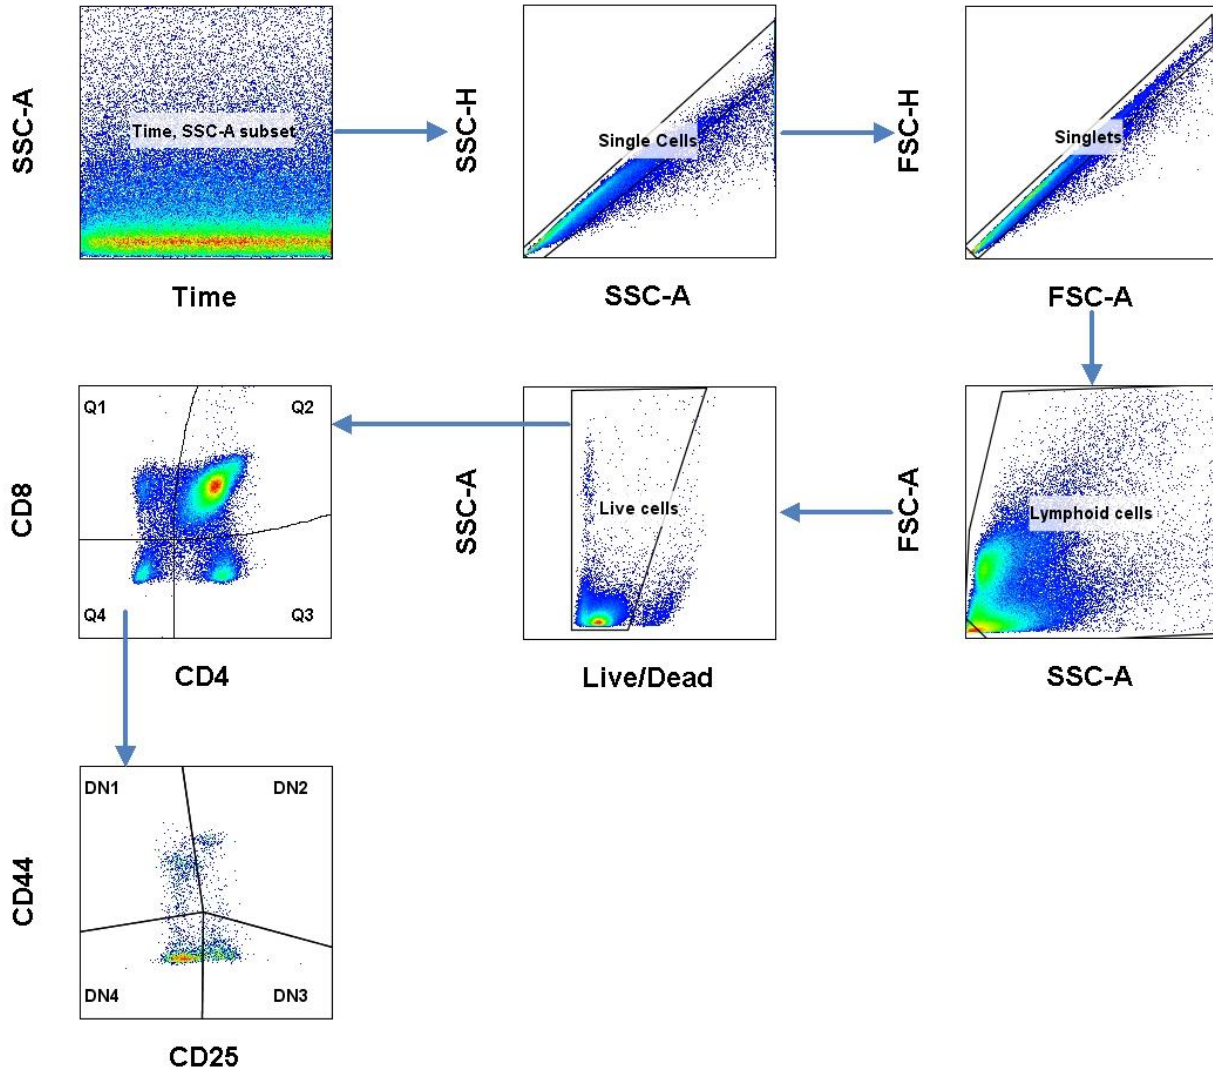 SSC-A
Time, SSC-A subset
Time
SSC-H
Single Cells
SSC-A
FSC-H
Singlets
FSC-A
CD8
Q1
Q2
Q4
Q3
CD4
SSC-A
Live cells
Live/Dead
FSC-A
Lymphoid cells
SSC-A
CD44
DN1
DN2
DN4
DN3
CD25